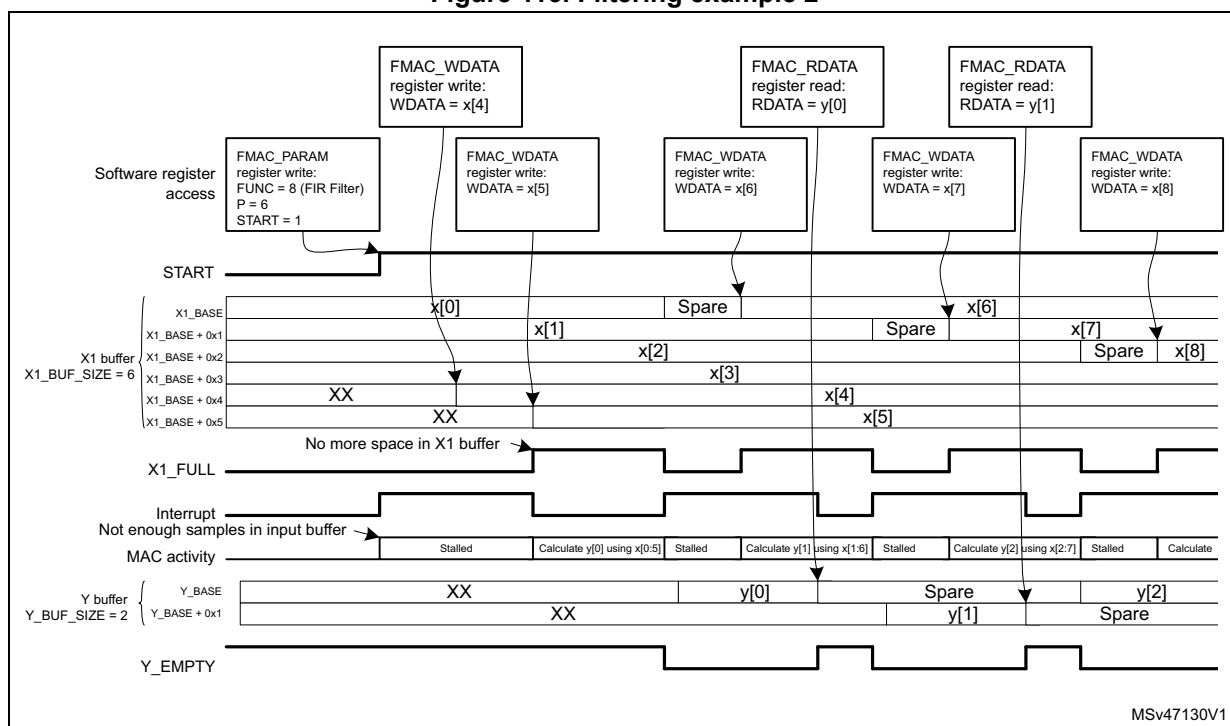 FMAC_WDATA
register write:
WDATA = x[4]
FMAC_RDATA
register read:
RDATA = y[0]
FMAC_RDATA
register read:
RDATA = y[1]
Software register
access
FMAC_PARAM
register write:
FUNC = 8 (FIR Filter)
P = 6
START = 1
FMAC_WDATA
register write:
WDATA = x[5]
FMAC_WDATA
register write:
WDATA = x[6]
FMAC_WDATA
register write:
WDATA = x[7]
FMAC_WDATA
register write:
WDATA = x[8]
START
X1 buffer
X1_BUF_SIZE = 6
X1_BASE
x[0]
Spare
x[6]
X1_BASE + 0x1
x[1]
Spare
x[7]
X1_BASE + 0x2
x[2]
Spare
x[8]
X1_BASE + 0x3
x[3]
X1_BASE + 0x4
XX
x[4]
X1_BASE + 0x5
XX
x[5]
No more space in X1 buffer
X1_FULL
Interrupt
Not enough samples in input buffer
MAC activity
Stalled
Calculate y[0] using x[0:5]
Stalled
Calculate y[1] using x[1:6]
Stalled
Calculate y[2] using x[2:7]
Stalled
Calculate
Y buffer
Y_BUF_SIZE = 2
Y_BASE
XX
y[0]
Spare
y[2]
Y_BASE + 0x1
XX
y[1]
Spare
Y_EMPTY
MSv47130V1